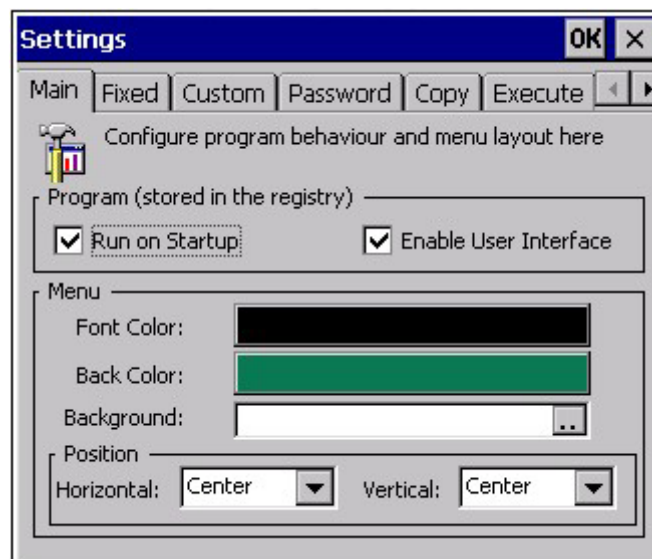 Settings OK ×
Main Fixed Custom Password Copy Execute
Configure program behaviour and menu layout here
Program (stored in the registry)
Run on Startup Enable User Interface
Menu
Font Color:
Back Color:
Background: ..
Position
Horizontal: Center Vertical: Center